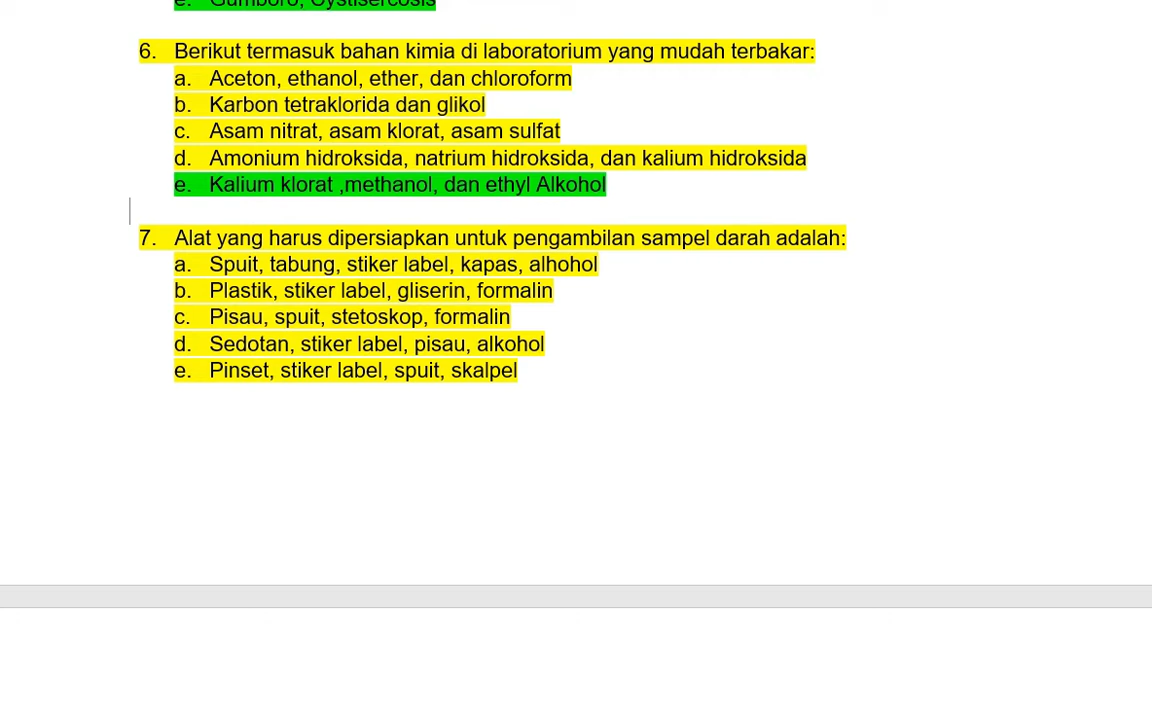 e. Gumboro, Cystisercosis
6. Berikut termasuk bahan kimia di laboratorium yang mudah terbakar:
a. Aceton, ethanol, ether, dan chloroform
b. Karbon tetraklorida dan glikol
c. Asam nitrat, asam klorat, asam sulfat
d. Amonium hidroksida, natrium hidroksida, dan kalium hidroksida
e. Kalium klorat ,methanol, dan ethyl Alkohol
7. Alat yang harus dipersiapkan untuk pengambilan sampel darah adalah:
a. Spuit, tabung, stiker label, kapas, alhohol
b. Plastik, stiker label, gliserin, formalin
c. Pisau, spuit, stetoskop, formalin
d. Sedotan, stiker label, pisau, alkohol
e. Pinset, stiker label, spuit, skalpel